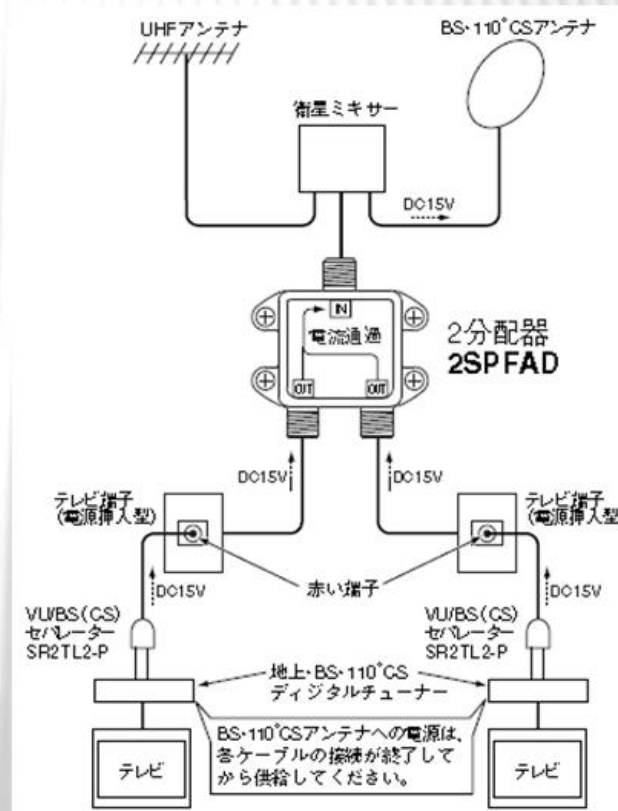 UHFアンテナ
BS・110°CSアンテナ
衛星ミキサー
DC15V
IN
電流通過
OUT
OUT
2分配器
2SPFAD
DC15V
DC15V
テレビ端子
(電源挿入型)
テレビ端子
(電源挿入型)
赤い端子
DC15V
DC15V
VU/BS(CS)
セパレーター
SR2TL2-P
VU/BS(CS)
セパレーター
SR2TL2-P
地上・BS・110°CS
ディジタルチューナー
BS・110°CSアンテナへの電源は、
各ケーブルの接続が終了して
から供給してください。
テレビ
テレビ